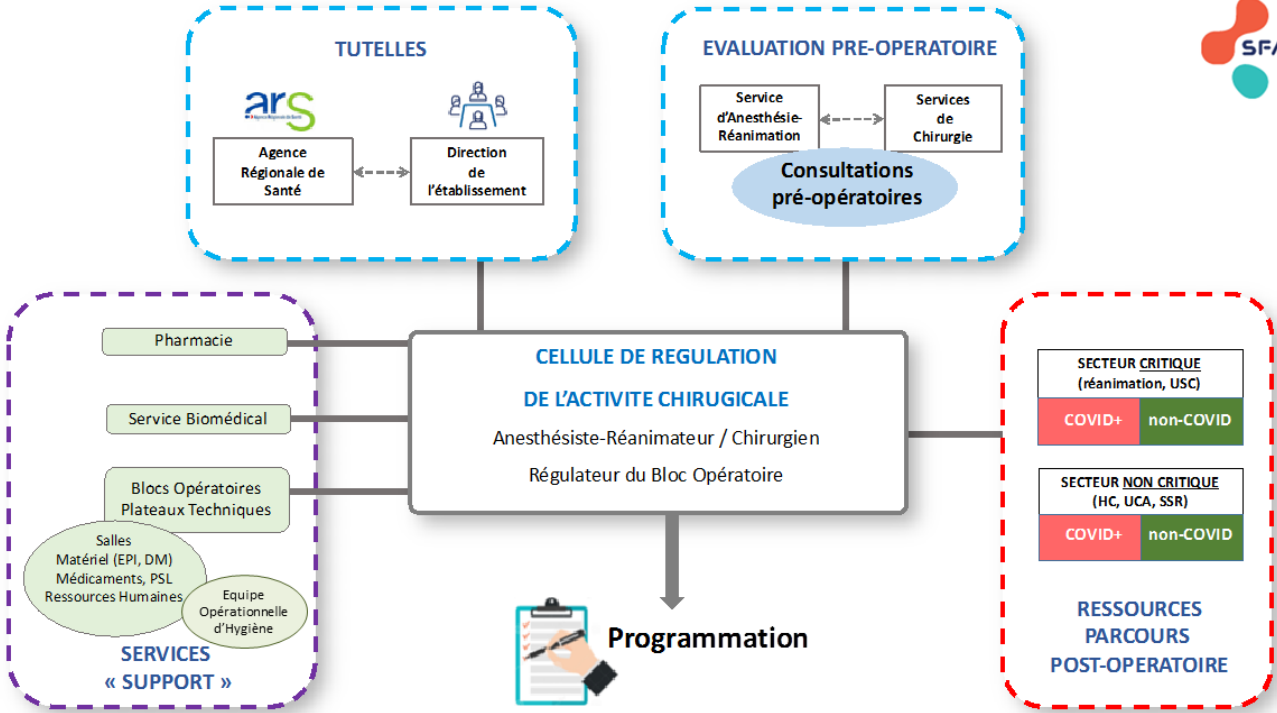 TUTELLES
ars
Agence
Régionale de
Santé
Direction
de
l'établissement
EVALUATION PRE-OPERATOIRE
Service
d'Anesthésie-
Réanimation
Services
de
Chirurgie
Consultations
pré-opératoires
SFA
Pharmacie
Service Biomédical
Blocs Opératoires
Plateaux Techniques
Salles
Matériel (EPI, DM)
Médicaments, PSL
Ressources Humaines
Equipe
Opérationnelle
d'Hygiène
SERVICES
« SUPPORT »
CELLULE DE REGULATION
DE L'ACTIVITE CHIRUGICALE
Anesthésiste-Réanimateur / Chirurgien
Régulateur du Bloc Opératoire
Programmation
SECTEUR CRITIQUE
(réanimation, USC)
COVID+ non-COVID
SECTEUR NON CRITIQUE
(HC, UCA, SSR)
COVID+ non-COVID
RESSOURCES
PARCOURS
POST-OPERATOIRE